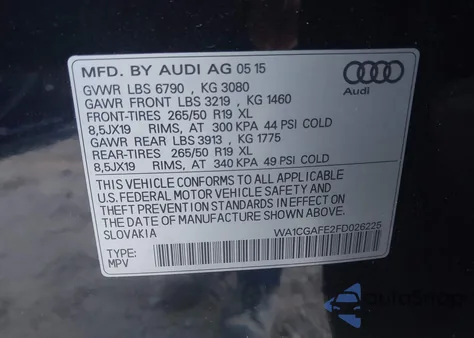 MFD. BY AUDI AG 05 15
GVWR LBS 6790 , KG 3080
GAWR FRONT LBS 3219 , KG 1460
FRONT-TIRES 265/50 R19 XL
8,5JX19 RIMS, AT 300 KPA 44 PSI COLD
GAWR REAR LBS 3913 , KG 1775
REAR-TIRES 265/50 R19 XL
8,5JX19 RIMS, AT 340 KPA 49 PSI COLD
Audi
THIS VEHICLE CONFORMS TO ALL APPLICABLE
U.S. FEDERAL MOTOR VEHICLE SAFETY AND
THEFT PREVENTION STANDARDS IN EFFECT ON
THE DATE OF MANUFACTURE SHOWN ABOVE
SLOVAKIA WA1CGAFE2FD026225
TYPE:
MPV
autoShop